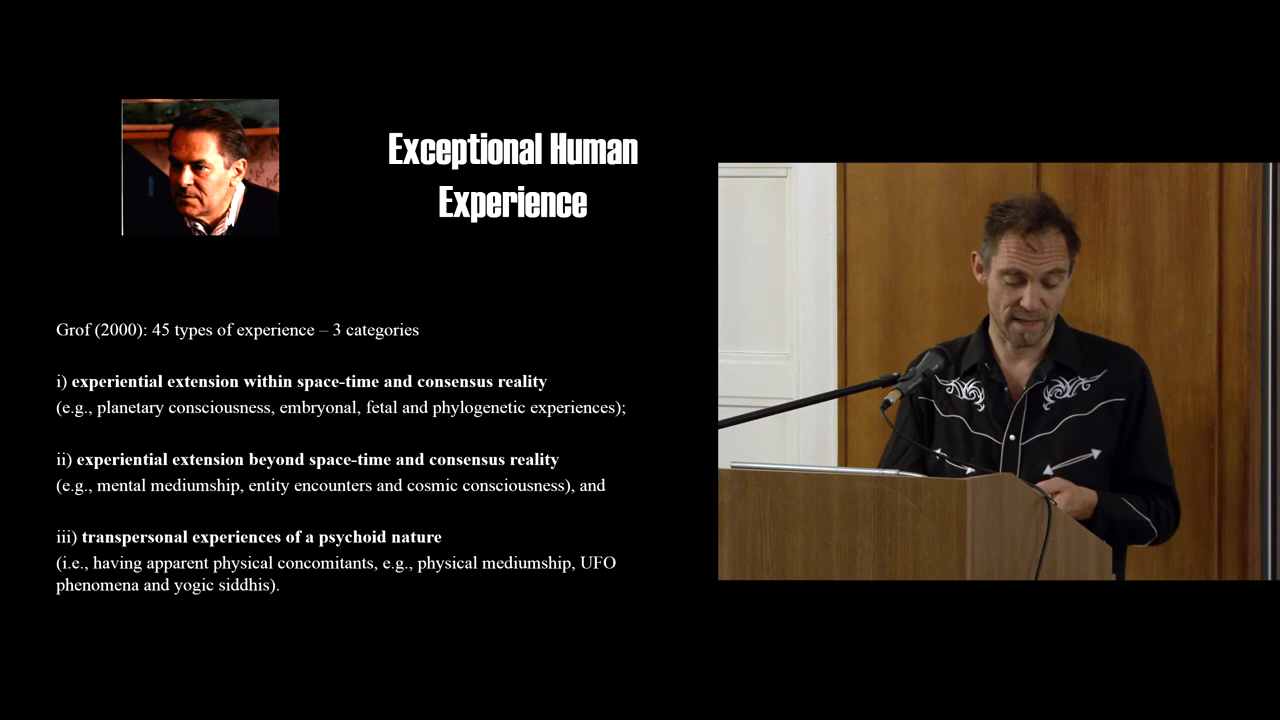 Exceptional Human
Experience
Grof (2000): 45 types of experience – 3 categories
i) experiential extension within space-time and consensus reality
(e.g., planetary consciousness, embryonal, fetal and phylogenetic experiences);
ii) experiential extension beyond space-time and consensus reality
(e.g., mental mediumship, entity encounters and cosmic consciousness), and
iii) transpersonal experiences of a psychoid nature
(i.e., having apparent physical concomitants, e.g., physical mediumship, UFO
phenomena and yogic siddhis).